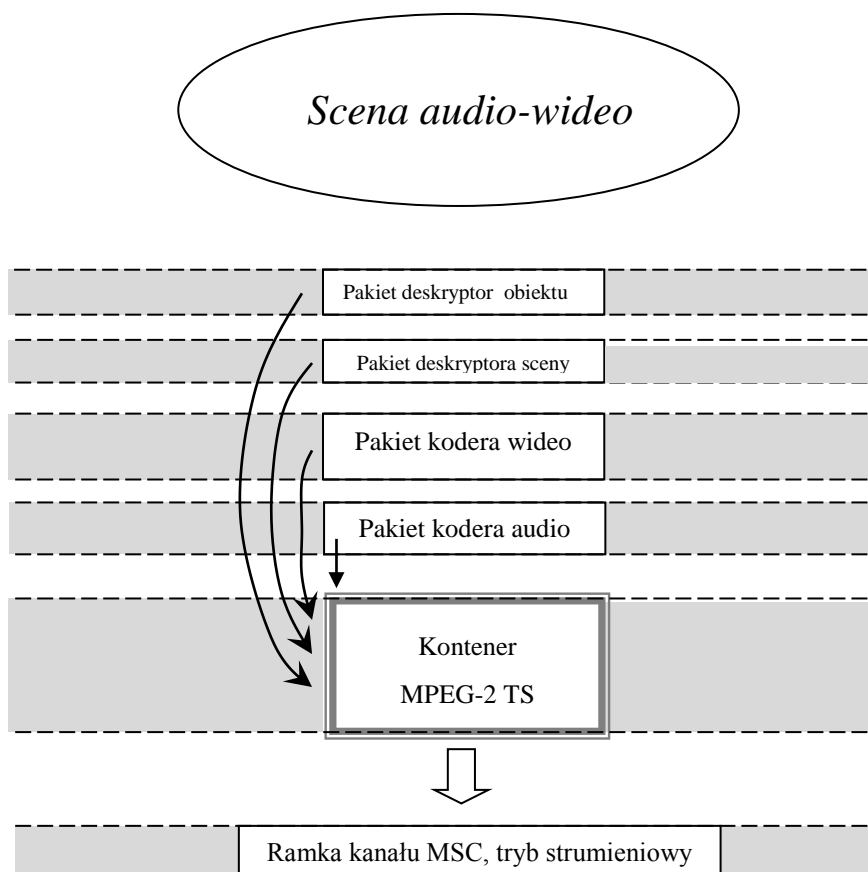 Scena audio-wideo
Pakiet deskryptor obiektu
Pakiet deskryptora sceny
Pakiet kodera wideo
Pakiet kodera audio
Kontener
MPEG-2 TS
Ramka kanału MSC, tryb strumieniowy